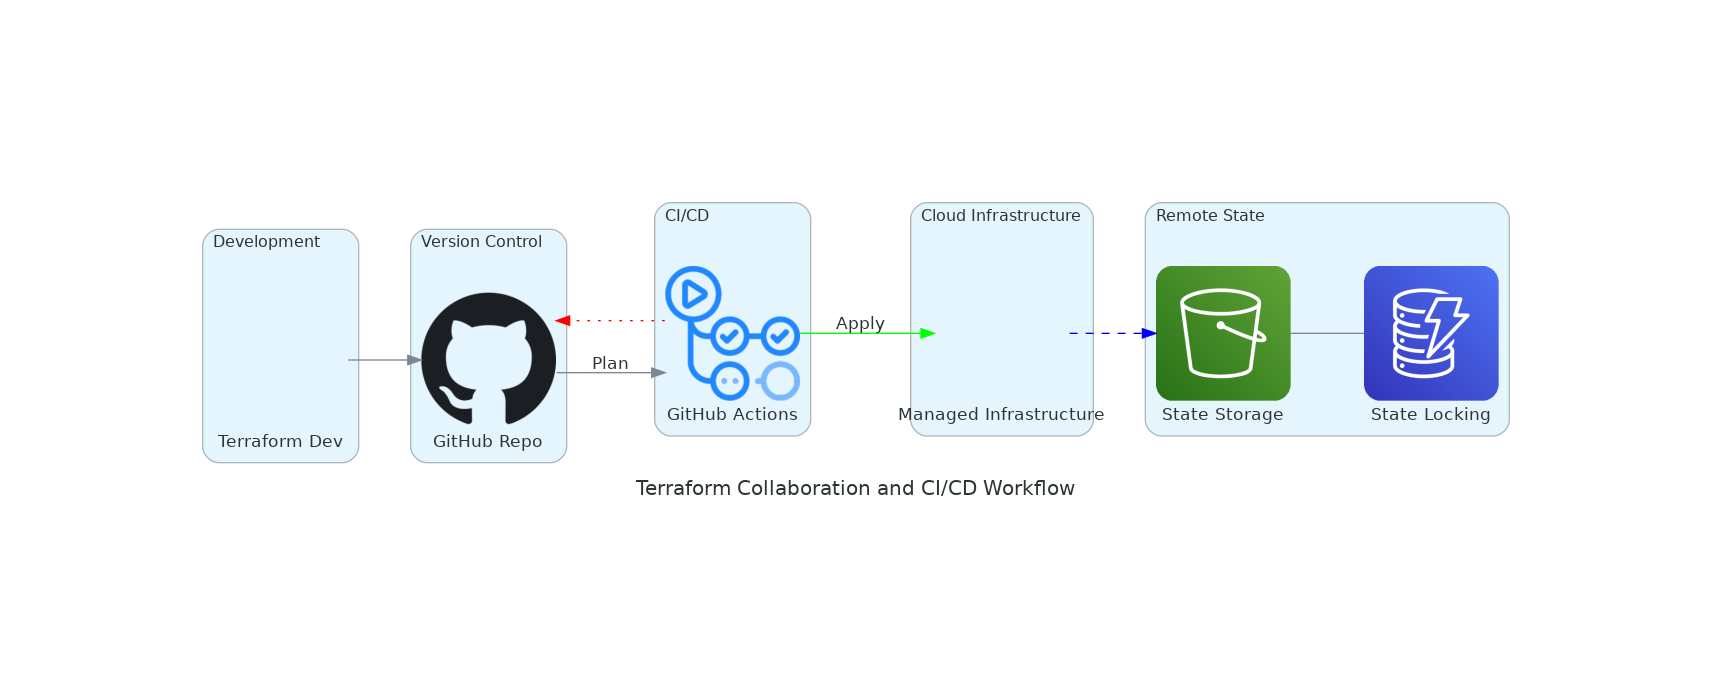 Development
Terraform Dev
Version Control
GitHub Repo
Plan
CI/CD
GitHub Actions
Apply
Cloud Infrastructure
Managed Infrastructure
Remote State
State Storage
State Locking
Terraform Collaboration and CI/CD Workflow